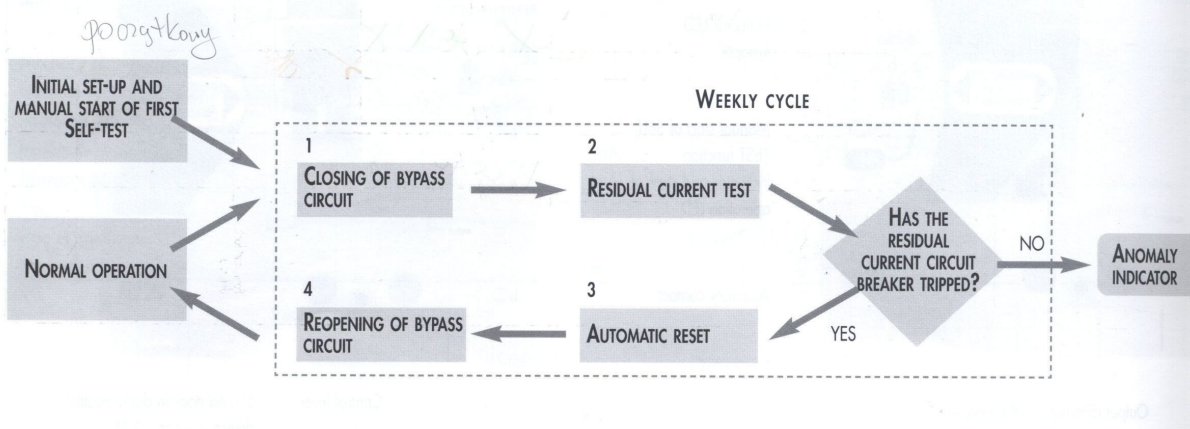 INITIAL SET-UP AND
MANUAL START OF FIRST
SELF-TEST
WEEKLY CYCLE
1
CLOSING OF BYPASS
CIRCUIT
2
RESIDUAL CURRENT TEST
HAS THE
RESIDUAL
CURRENT CIRCUIT
BREAKER TRIPPED?
NO
ANOMALY
INDICATOR
NORMAL OPERATION
4
REOPENING OF BYPASS
CIRCUIT
3
AUTOMATIC RESET
YES